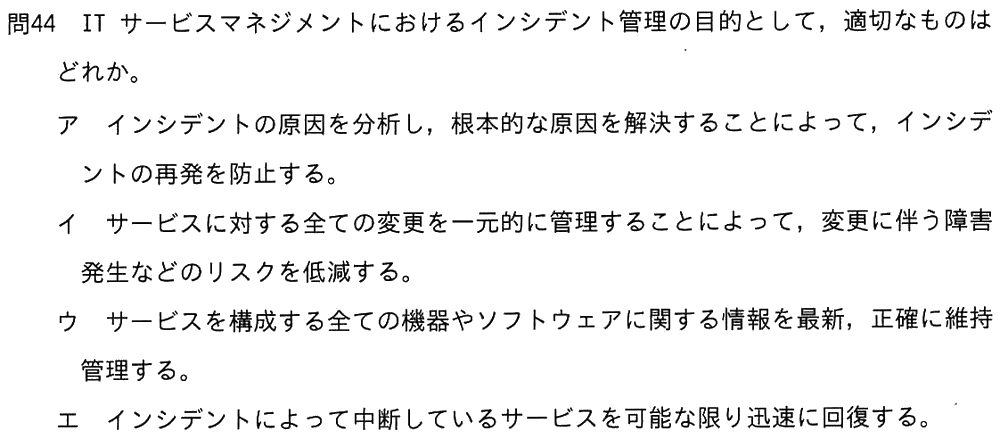 問44 IT サービスマネジメントにおけるインシデント管理の目的として，適切なものは
どれか。
ア インシデントの原因を分析し，根本的な原因を解決することによって，インシデ
ントの再発を防止する。
イ サービスに対する全ての変更を一元的に管理することによって，変更に伴う障害
発生などのリスクを低減する。
ウ サービスを構成する全ての機器やソフトウェアに関する情報を最新，正確に維持
管理する。
エ インシデントによって中断しているサービスを可能な限り迅速に回復する。